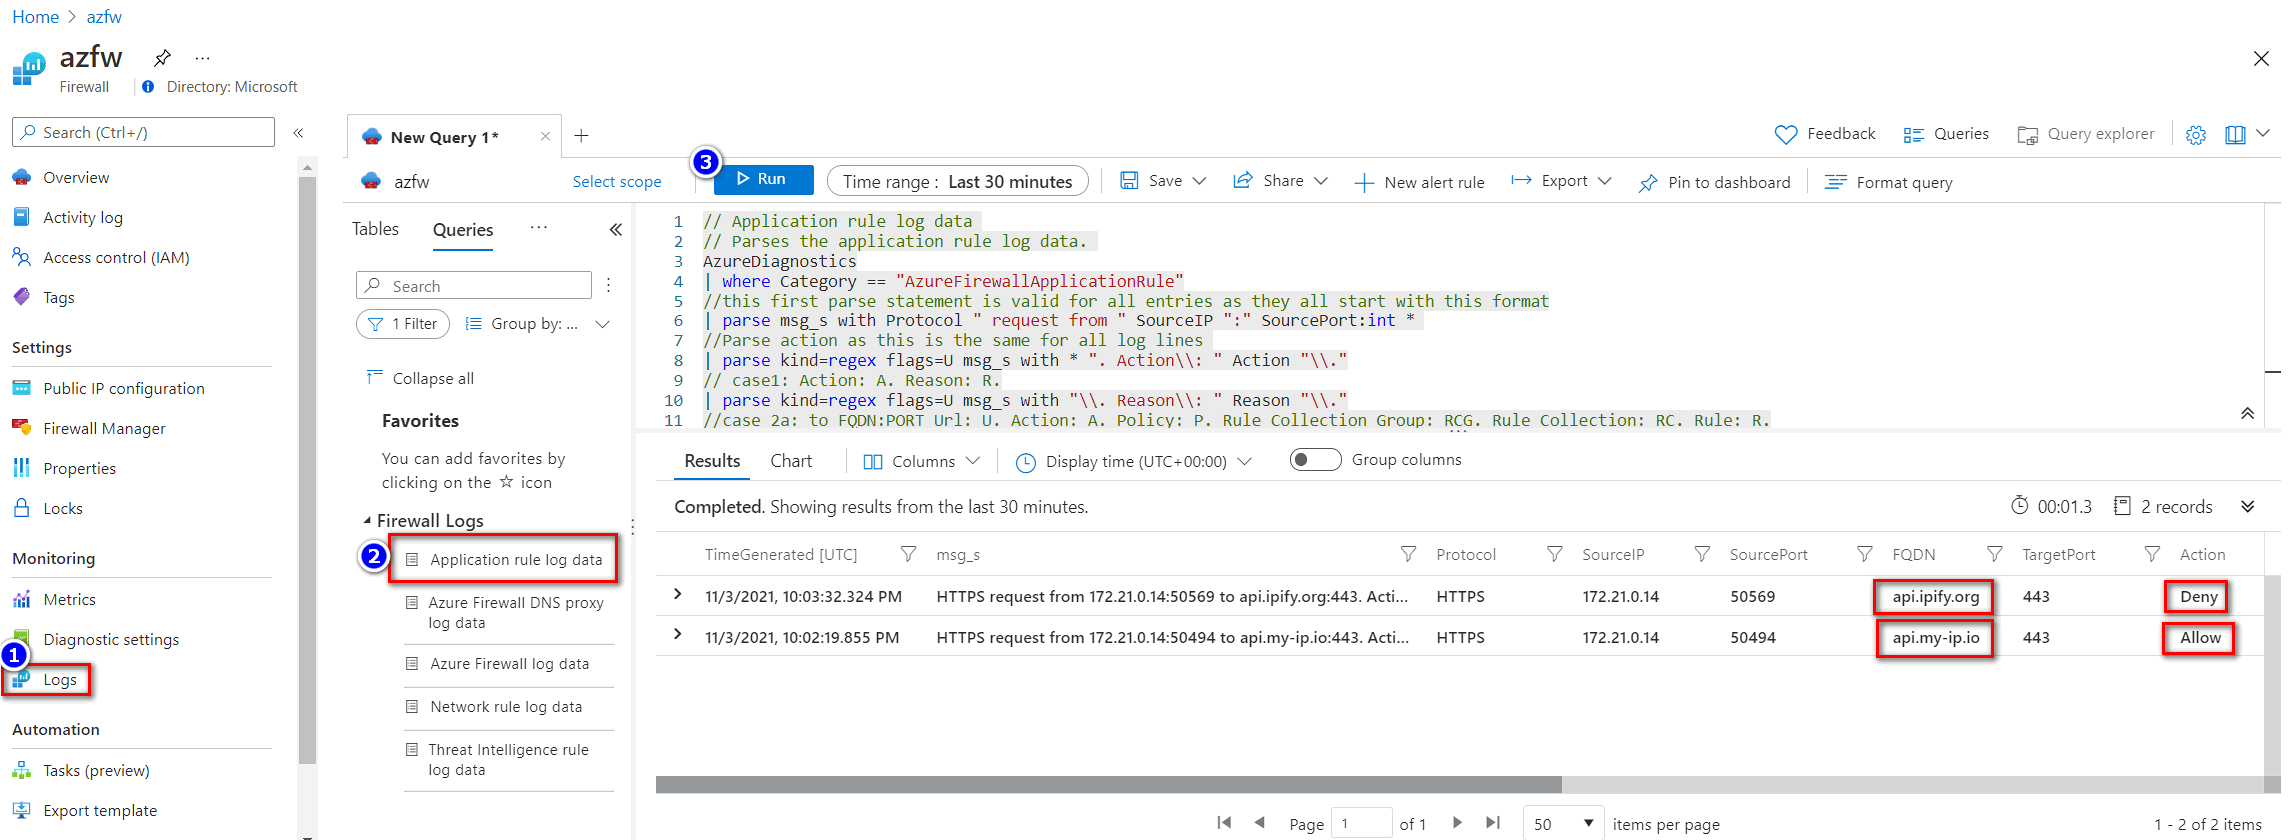 Home > azfw
azfw
Firewall
Directory: Microsoft
Search (Ctrl+/)
Overview
Activity log
Access control (IAM)
Tags
Settings
Public IP configuration
Firewall Manager
Properties
Locks
Monitoring
Metrics
Diagnostic settings
1
Logs
Automation
Tasks (preview)
Export template
New Query 1*
Feedback
Queries
Query explorer
azfw
Select scope
3
Run
Time range : Last 30 minutes
Save
Share
New alert rule
Export
Pin to dashboard
Format query
Tables
Queries
Search
1 Filter
Group by: ...
Collapse all
Favorites
You can add favorites by
clicking on the ☆ icon
Firewall Logs
2
Application rule log data
Azure Firewall DNS proxy
log data
Azure Firewall log data
Network rule log data
Threat Intelligence rule
log data
1 // Application rule log data
2 // Parses the application rule log data.
3 AzureDiagnostics
4 | where Category == "AzureFirewallApplicationRule"
5 //this first parse statement is valid for all entries as they all start with this format
6 | parse msg_s with Protocol " request from " SourceIP ":" SourcePort:int *
7 //Parse action as this is the same for all log lines
8 | parse kind=regex flags=U msg_s with * ". Action\\: " Action "\\."
9 // case1: Action: A. Reason: R.
10 | parse kind=regex flags=U msg_s with "\\. Reason\\: " Reason "\\."
11 //case 2a: to FQDN:PORT Url: U. Action: A. Policy: P. Rule Collection Group: RCG. Rule Collection: RC. Rule: R.
Results
Chart
Columns
Display time (UTC+00:00)
Group columns
Completed. Showing results from the last 30 minutes.
00:01.3
2 records
TimeGenerated [UTC] msg_s Protocol SourceIP SourcePort FQDN TargetPort Action
11/3/2021, 10:03:32.324 PM HTTPS request from 172.21.0.14:50569 to api.ipify.org:443. Acti... HTTPS 172.21.0.14 50569 api.ipify.org 443 Deny
11/3/2021, 10:02:19.855 PM HTTPS request from 172.21.0.14:50494 to api.my-ip.io:443. Acti... HTTPS 172.21.0.14 50494 api.my-ip.io 443 Allow
Page 1 of 1
50 items per page
1 - 2 of 2 items